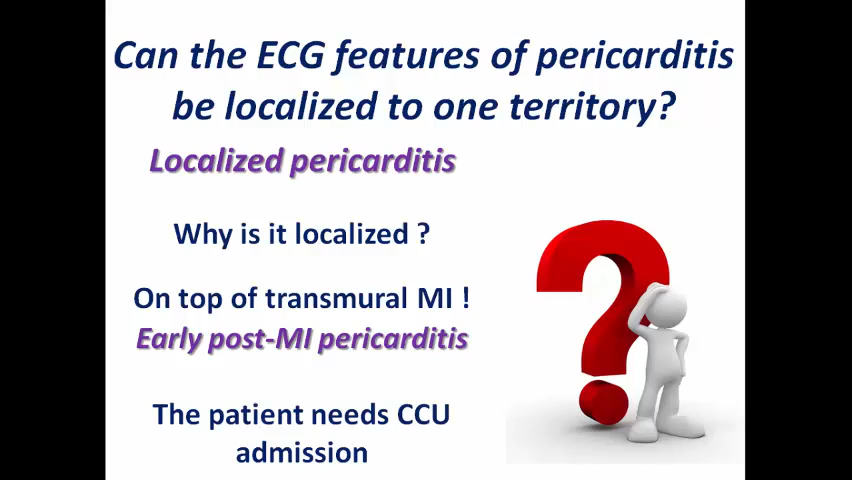 Can the ECG features of pericarditis
be localized to one territory?
Localized pericarditis
Why is it localized ?
On top of transmural MI !
Early post-MI pericarditis
The patient needs CCU
admission